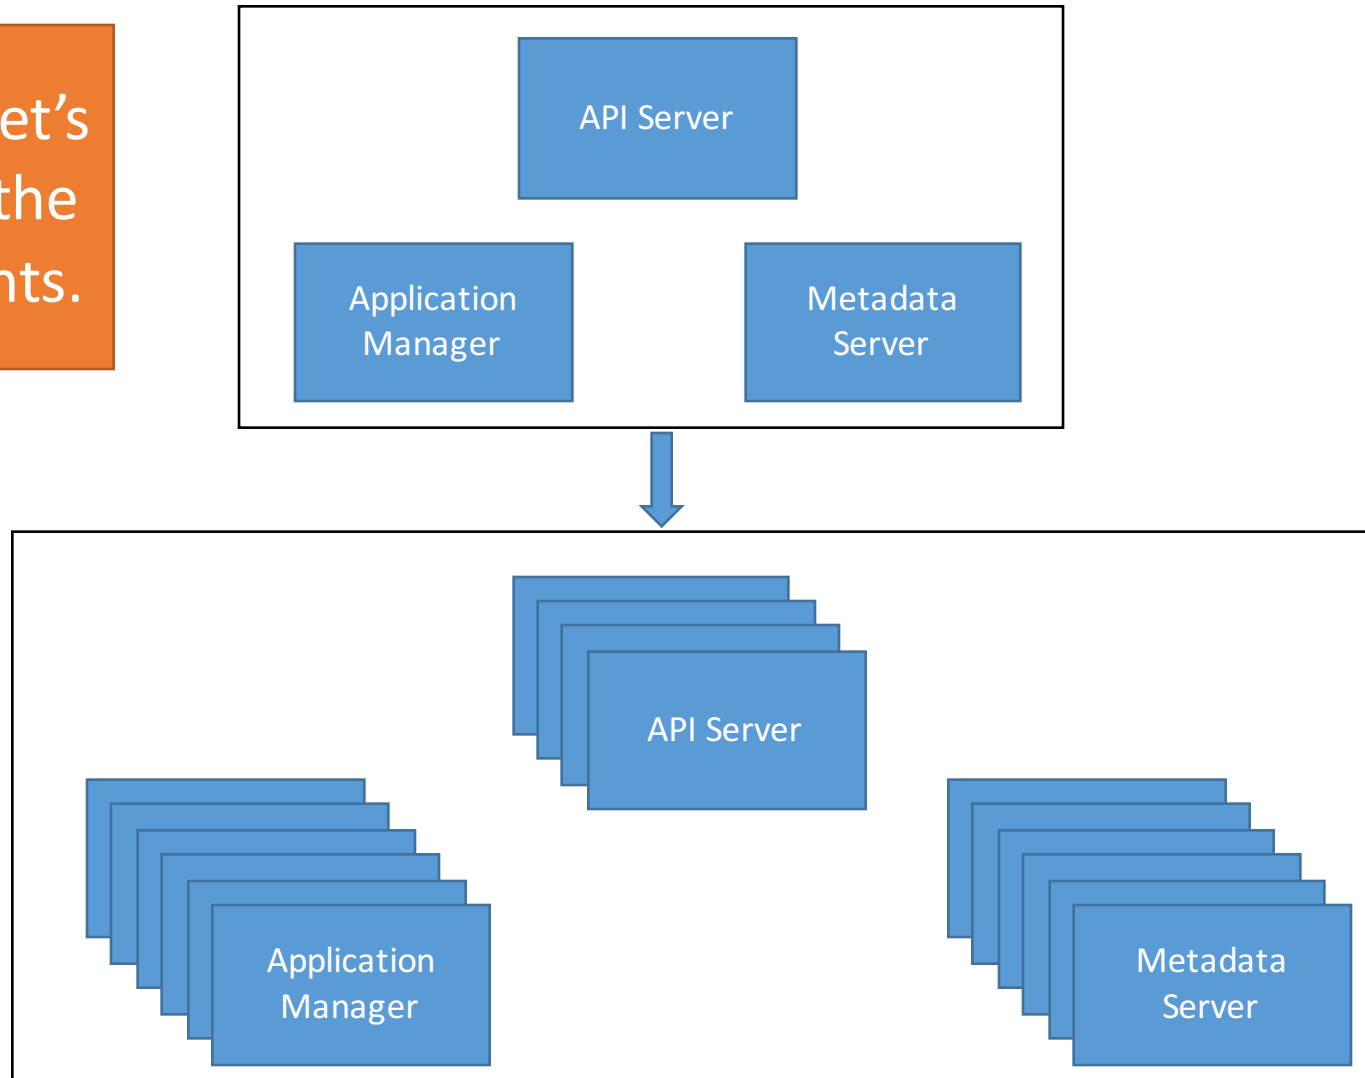 et’s
the
nts.
API Server
Application
Manager
Metadata
Server
API Server
Application
Manager
Metadata
Server